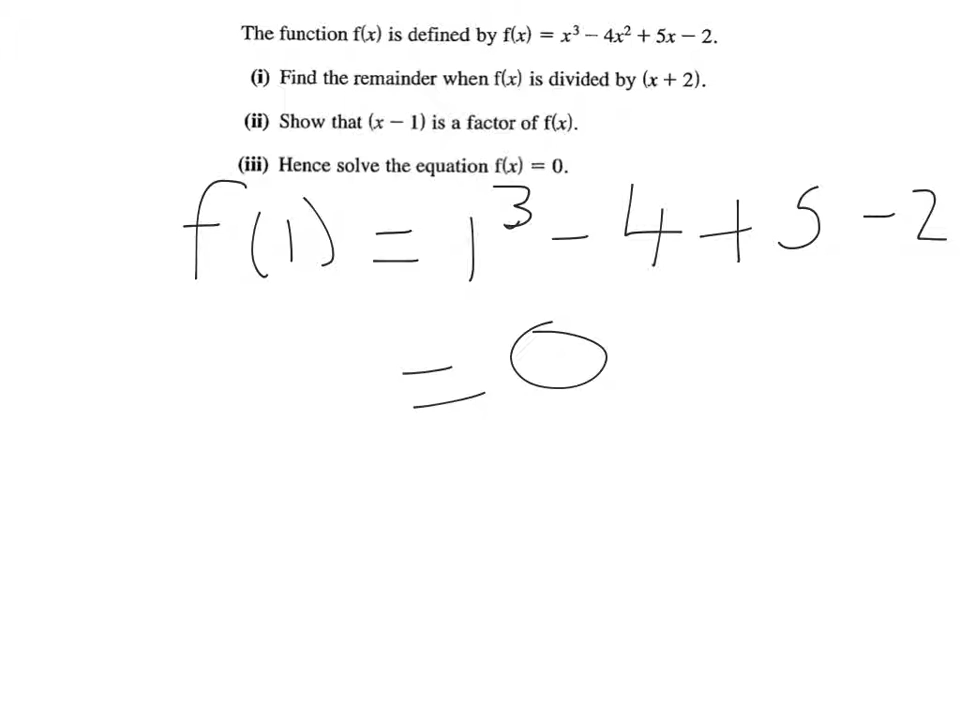 The function f(x) is defined by f(x) = x³ – 4x² + 5x – 2.
(i) Find the remainder when f(x) is divided by (x + 2).
(ii) Show that (x – 1) is a factor of f(x).
(iii) Hence solve the equation f(x) = 0.
f(1) = 1³ – 4 + 5 – 2
= 0